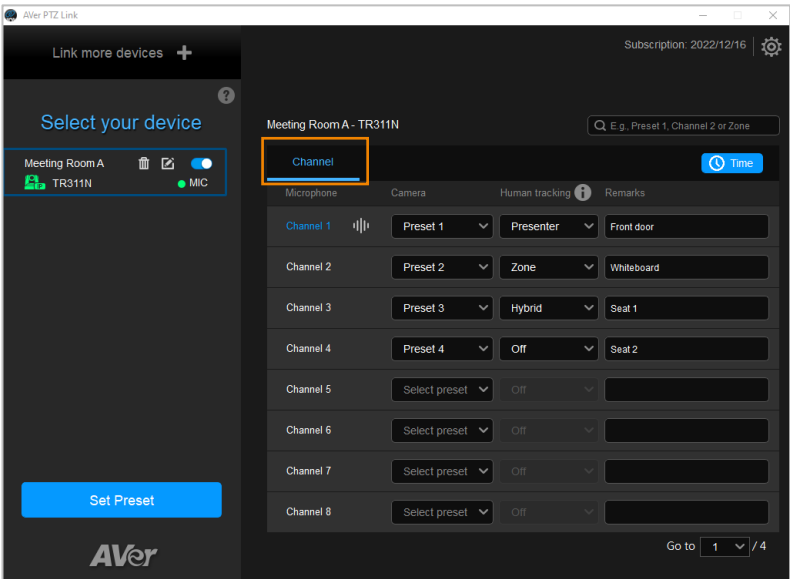 AVer PTZ Link
Link more devices +
Subscription: 2022/12/16
?
Select your device
Meeting Room A
TR311N
MIC
Set Preset
AVer
Meeting Room A - TR311N
E.g., Preset 1, Channel 2 or Zone
Channel
Time
Microphone Camera Human tracking i Remarks
Channel 1 Preset 1 Presenter Front door
Channel 2 Preset 2 Zone Whiteboard
Channel 3 Preset 3 Hybrid Seat 1
Channel 4 Preset 4 Off Seat 2
Channel 5 Select preset Off
Channel 6 Select preset Off
Channel 7 Select preset Off
Channel 8 Select preset Off
Go to 1 / 4